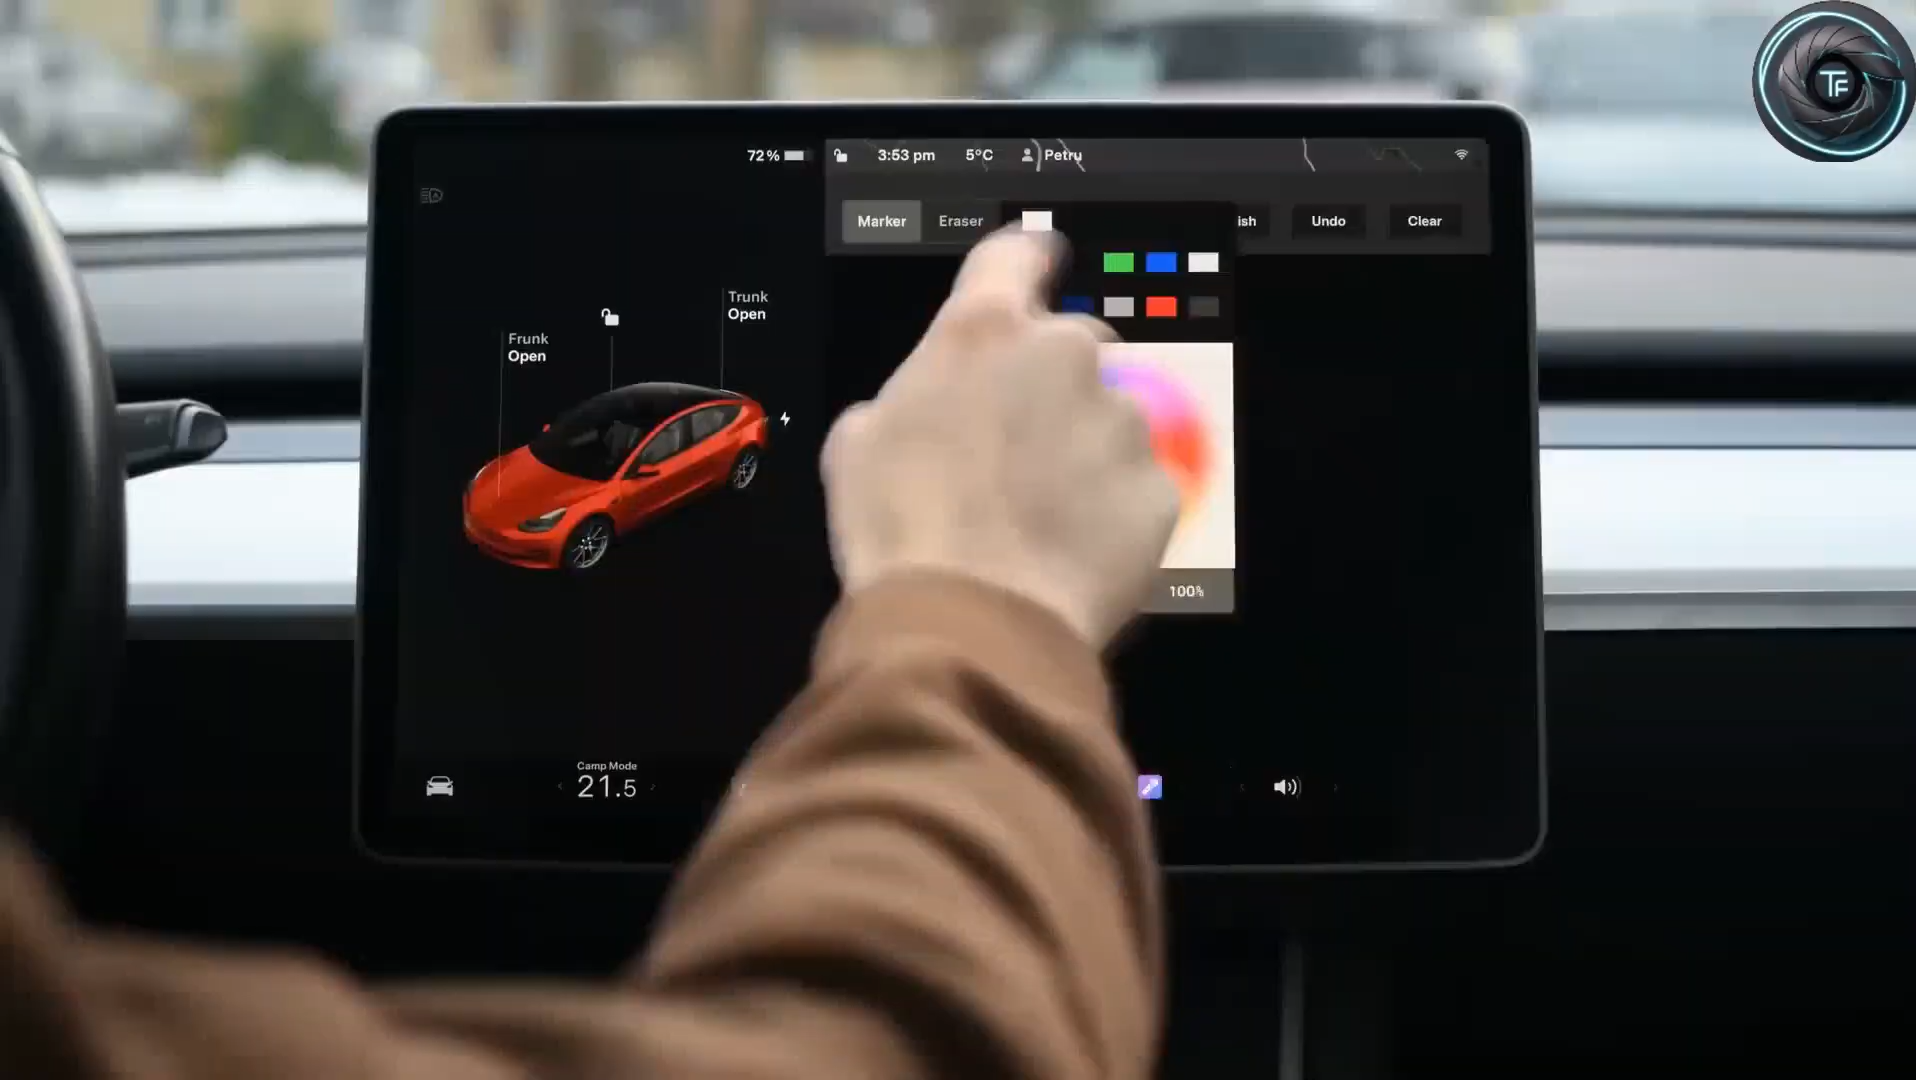 TF
72%
3:53 pm
5°C
Petru
Marker
Eraser
ish
Undo
Clear
Trunk
Open
Frunk
Open
100%
Camp Mode
21.5